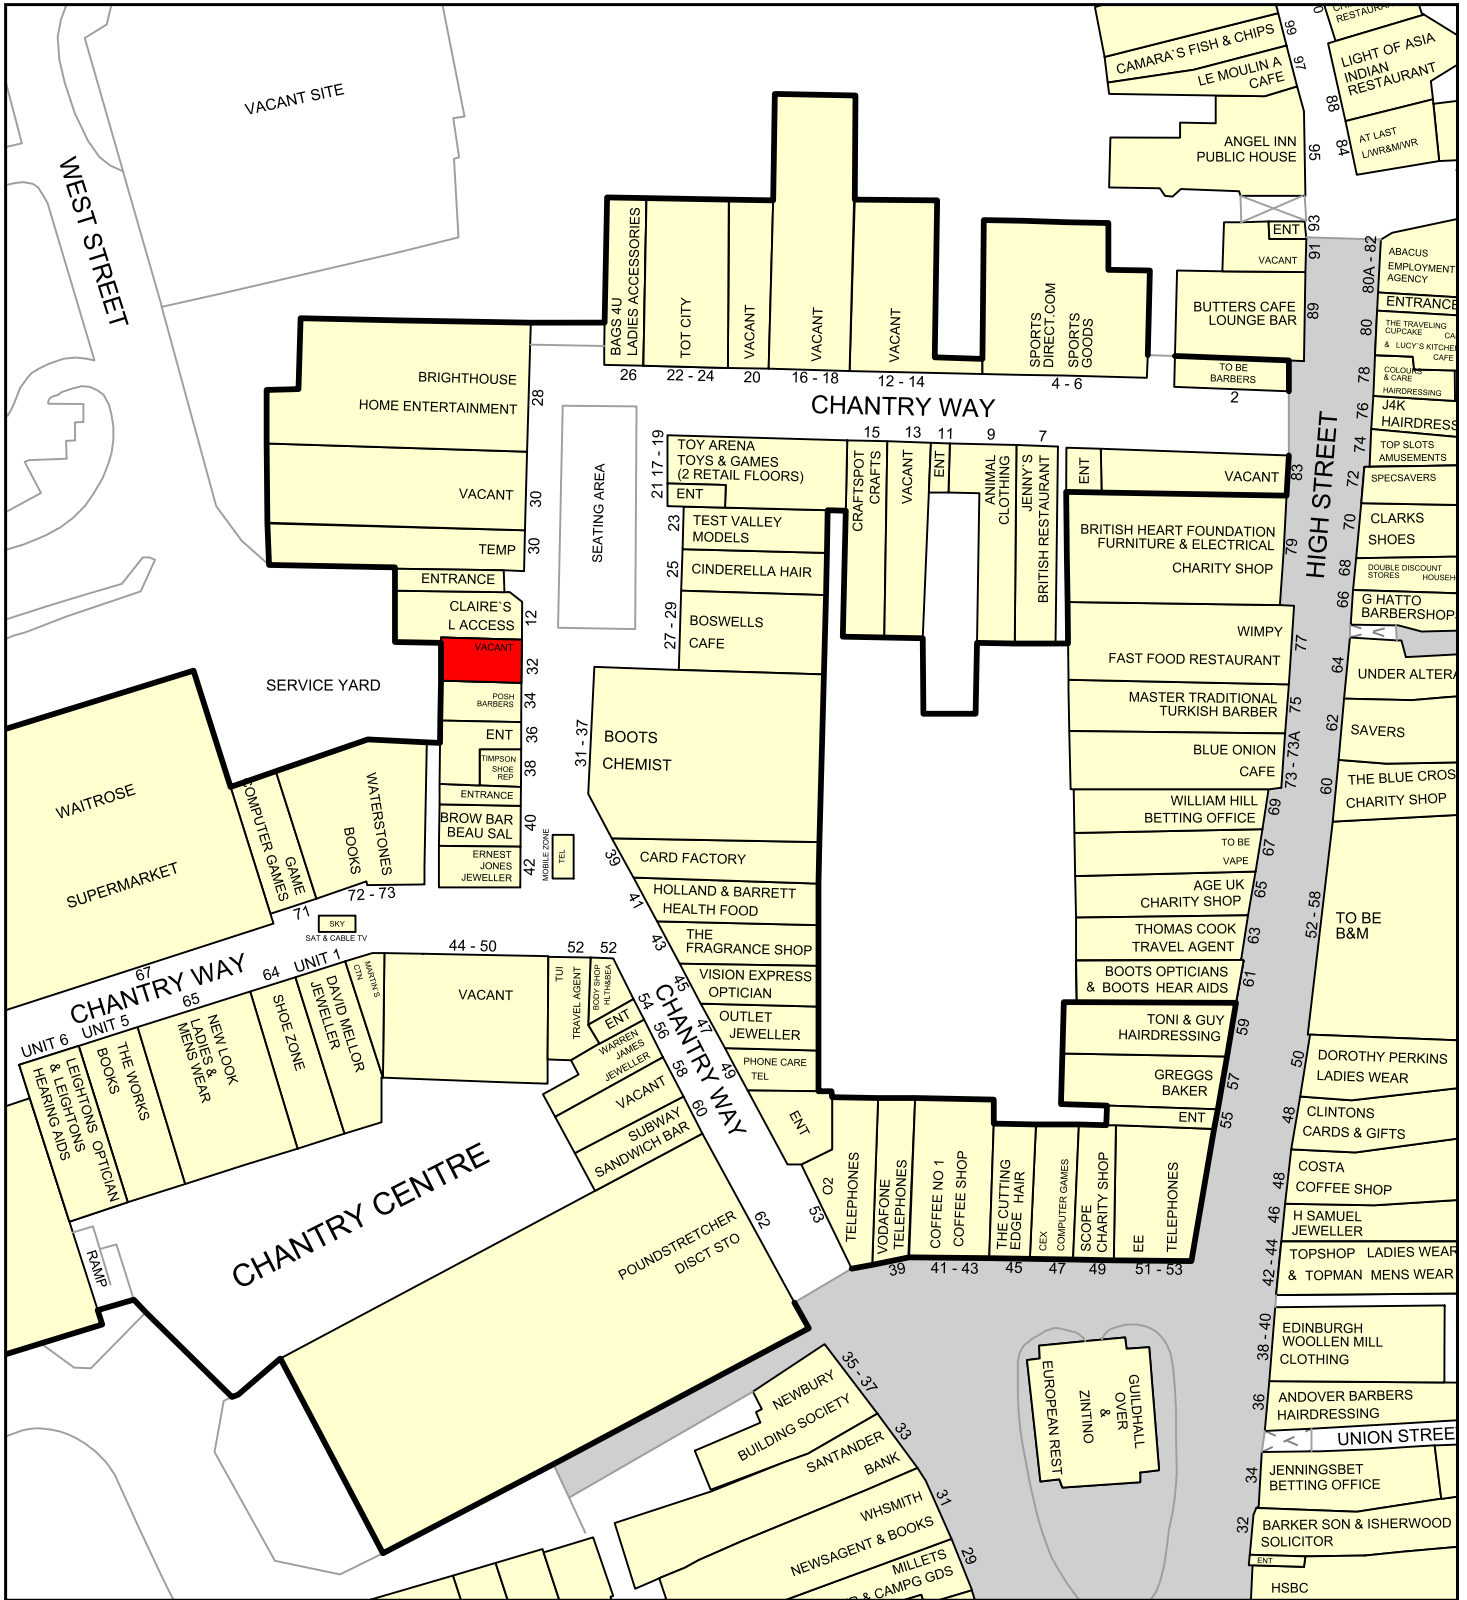 CAMARA`S FISH & CHIPS
LE MOULIN A
CAFE
99
97
RESTAURANT
LIGHT OF ASIA
INDIAN
RESTAURANT
88
84
AT LAST
L/WR&M/WR
ANGEL INN
PUBLIC HOUSE
95
93
ENT
VACANT
91
BUTTERS CAFE
LOUNGE BAR
89
TO BE
BARBERS
2
80A - 82
ABACUS
EMPLOYMENT
AGENCY
ENTRANCE
80
THE TRAVELING
CUPCAKE CA
& LUCY`S KITCHE
CAFE
78
COLOURS
& CARE
HAIRDRESSING
76
J4K
HAIRDRESS
74
TOP SLOTS
AMUSEMENTS
72
SPECSAVERS
70
CLARKS
SHOES
68
DOUBLE DISCOUNT
STORES HOUSEH
66
G HATTO
BARBERSHOP
64
UNDER ALTERA
62
SAVERS
60
THE BLUE CROS
CHARITY SHOP
52 - 58
TO BE
B&M
50
DOROTHY PERKINS
LADIES WEAR
48
CLINTONS
CARDS & GIFTS
48
COSTA
COFFEE SHOP
46
H SAMUEL
JEWELLER
42 - 44
TOPSHOP LADIES WEAR
& TOPMAN MENS WEAR
38 - 40
EDINBURGH
WOOLLEN MILL
CLOTHING
36
ANDOVER BARBERS
HAIRDRESSING
UNION STREE
34
JENNINGSBET
BETTING OFFICE
32
BARKER SON & ISHERWOOD
SOLICITOR
ENT
HSBC
HIGH STREET
VACANT SITE
WEST STREET
BAGS 4U
LADIES ACCESSORIES
26
TOT CITY
22 - 24
VACANT
20
VACANT
16 - 18
VACANT
12 - 14
SPORTS
DIRECT.COM
SPORTS
GOODS
4 - 6
CHANTRY WAY
BRIGHTHOUSE
HOME ENTERTAINMENT
28
VACANT
30
TEMP
30
ENTRANCE
CLAIRE`S
L ACCESS
12
VACANT
32
POSH
BARBERS
34
ENT
36
TIMPSON
SHOE
REP
38
ENTRANCE
BROW BAR
BEAU SAL
40
ERNEST
JONES
JEWELLER
42
MOBILE ZONE
TEL
SEATING AREA
SERVICE YARD
17 - 19
TOY ARENA
TOYS & GAMES
(2 RETAIL FLOORS)
21
ENT
23
TEST VALLEY
MODELS
25
CINDERELLA HAIR
27 - 29
BOSWELLS
CAFE
31 - 37
BOOTS
CHEMIST
15
CRAFTSPOT
CRAFTS
13
VACANT
11
ENT
9
ANIMAL
CLOTHING
7
JENNY`S
BRITISH RESTAURANT
ENT
VACANT
83
BRITISH HEART FOUNDATION
FURNITURE & ELECTRICAL
CHARITY SHOP
79
WIMPY
FAST FOOD RESTAURANT
77
MASTER TRADITIONAL
TURKISH BARBER
75
BLUE ONION
CAFE
73 - 73A
WILLIAM HILL
BETTING OFFICE
69
TO BE
VAPE
67
AGE UK
CHARITY SHOP
65
THOMAS COOK
TRAVEL AGENT
63
BOOTS OPTICIANS
& BOOTS HEAR AIDS
61
TONI & GUY
HAIRDRESSING
59
GREGGS
BAKER
57
ENT
55
39
CARD FACTORY
41
HOLLAND & BARRETT
HEALTH FOOD
43
THE
FRAGRANCE SHOP
45
VISION EXPRESS
OPTICIAN
47
OUTLET
JEWELLER
49
PHONE CARE
TEL
ENT
53
O2
TELEPHONES
VODAFONE
TELEPHONES
39
COFFEE NO 1
COFFEE SHOP
41 - 43
THE CUTTING
EDGE HAIR
45
CEX
COMPUTER GAMES
47
SCOPE
CHARITY SHOP
49
EE
TELEPHONES
51 - 53
WAITROSE
SUPERMARKET
67
GAME
COMPUTER GAMES
71
WATERSTONES
BOOKS
72 - 73
SKY
SAT & CABLE TV
CHANTRY WAY
UNIT 6
LEIGHTONS OPTICIAN
& LEIGHTONS
HEARING AIDS
UNIT 5
THE WORKS
BOOKS
65
NEW LOOK
LADIES &
MENS WEAR
64
SHOE ZONE
UNIT 1
DAVID MELLOR
JEWELLER
MARTIN'S
CTN
44 - 50
VACANT
52
TUI
TRAVEL AGENT
52
BODY SHOP
HLTH&BEA
54
ENT
56
WARREN
JAMES
JEWELLER
58
VACANT
60
SUBWAY
SANDWICH BAR
62
POUNDSTRETCHER
DISCT STO
CHANTRY WAY
CHANTRY CENTRE
RAMP
35 - 37
NEWBURY
BUILDING SOCIETY
33
SANTANDER
BANK
31
WHSMITH
NEWSAGENT & BOOKS
29
MILLETS
& CAMPG GDS
GUILDHALL
OVER
&
ZINTINO
EUROPEAN REST